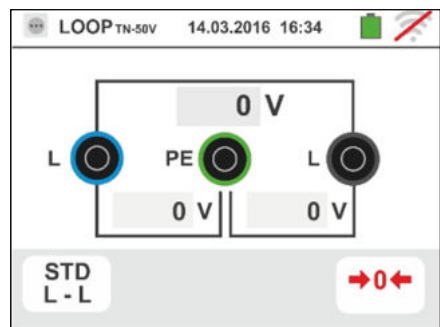 LOOP TN-50V 14.03.2016 16:34
0 V
L PE L
0 V 0 V
STD
L - L
➔0←